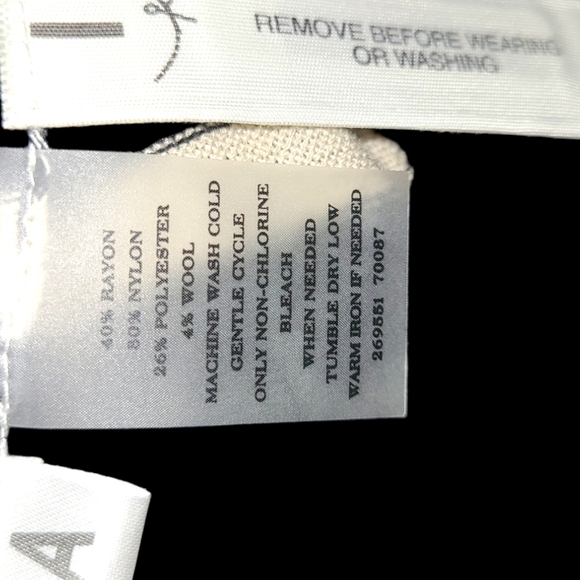 REMOVE BEFORE WEARING
OR WASHING
40% RAYON
30% NYLON
26% POLYESTER
4% WOOL
MACHINE WASH COLD
GENTLE CYCLE
ONLY NON-CHLORINE
BLEACH
WHEN NEEDED
TUMBLE DRY LOW
WARM IRON IF NEEDED
269551 70087
A